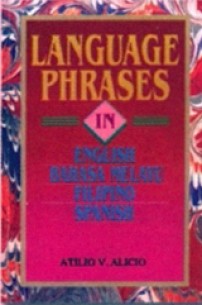 LANGUAGE
PHRASES
IN
ENGLISH
BAHASA MELAYU
FILIPINO
SPANISH
ATILIO V. ALICIO